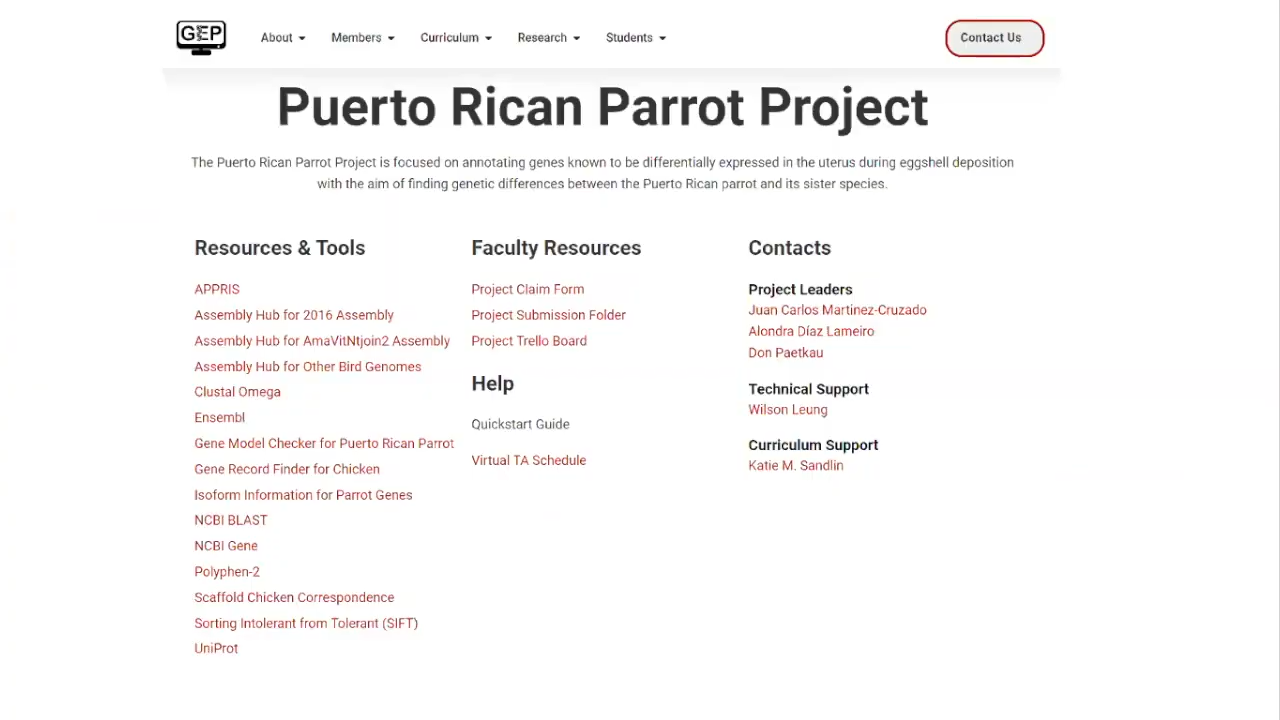 GEP
About
Members
Curriculum
Research
Students
Contact Us
Puerto Rican Parrot Project
The Puerto Rican Parrot Project is focused on annotating genes known to be differentially expressed in the uterus during eggshell deposition
with the aim of finding genetic differences between the Puerto Rican parrot and its sister species.
Resources & Tools
APPRIS
Assembly Hub for 2016 Assembly
Assembly Hub for AmaVitNtjoin2 Assembly
Assembly Hub for Other Bird Genomes
Clustal Omega
Ensembl
Gene Model Checker for Puerto Rican Parrot
Gene Record Finder for Chicken
Isoform Information for Parrot Genes
NCBI BLAST
NCBI Gene
Polyphen-2
Scaffold Chicken Correspondence
Sorting Intolerant from Tolerant (SIFT)
UniProt
Faculty Resources
Project Claim Form
Project Submission Folder
Project Trello Board
Help
Quickstart Guide
Virtual TA Schedule
Contacts
Project Leaders
Juan Carlos Martinez-Cruzado
Alondra Díaz Lameiro
Don Paetkau
Technical Support
Wilson Leung
Curriculum Support
Katie M. Sandlin